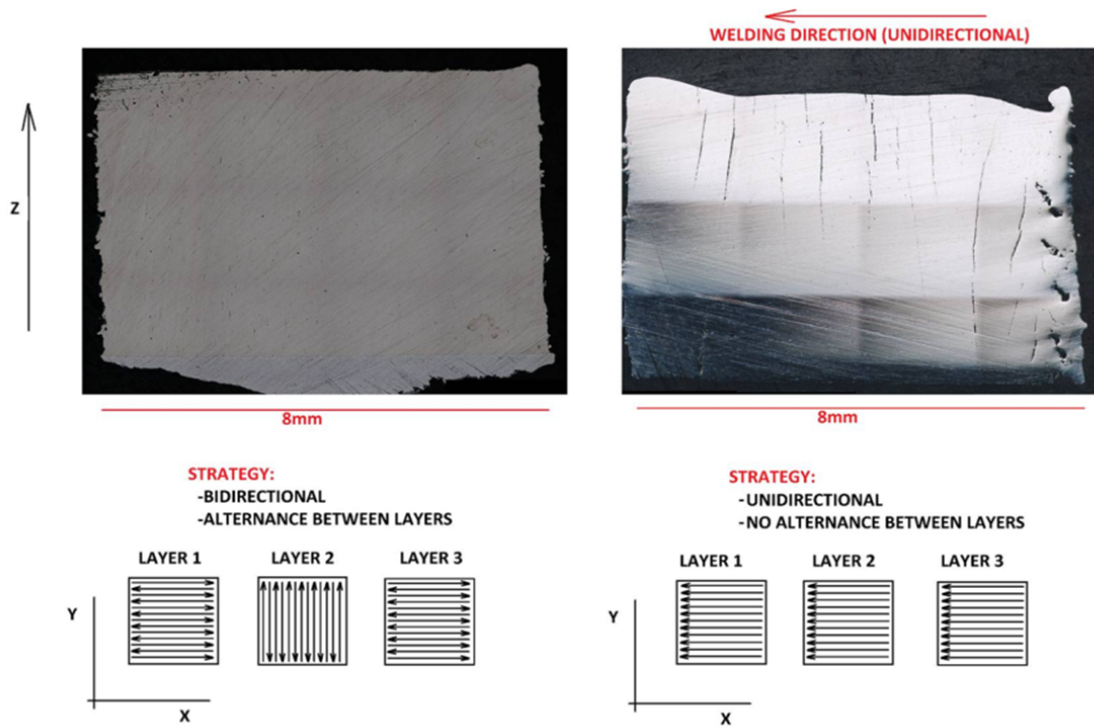 WELDING DIRECTION (UNIDIRECTIONAL)
Z
8mm
8mm
STRATEGY:
-BIDIRECTIONAL
-ALTERNANCE BETWEEN LAYERS
LAYER 1 LAYER 2 LAYER 3
Y
X
STRATEGY:
-UNIDIRECTIONAL
-NO ALTERNANCE BETWEEN LAYERS
LAYER 1 LAYER 2 LAYER 3
Y
X